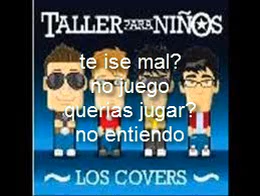 TALLER PARA NIÑOS
te ise mal?
no juego
querias jugar?
no entiendo
~ LOS COVERS ~